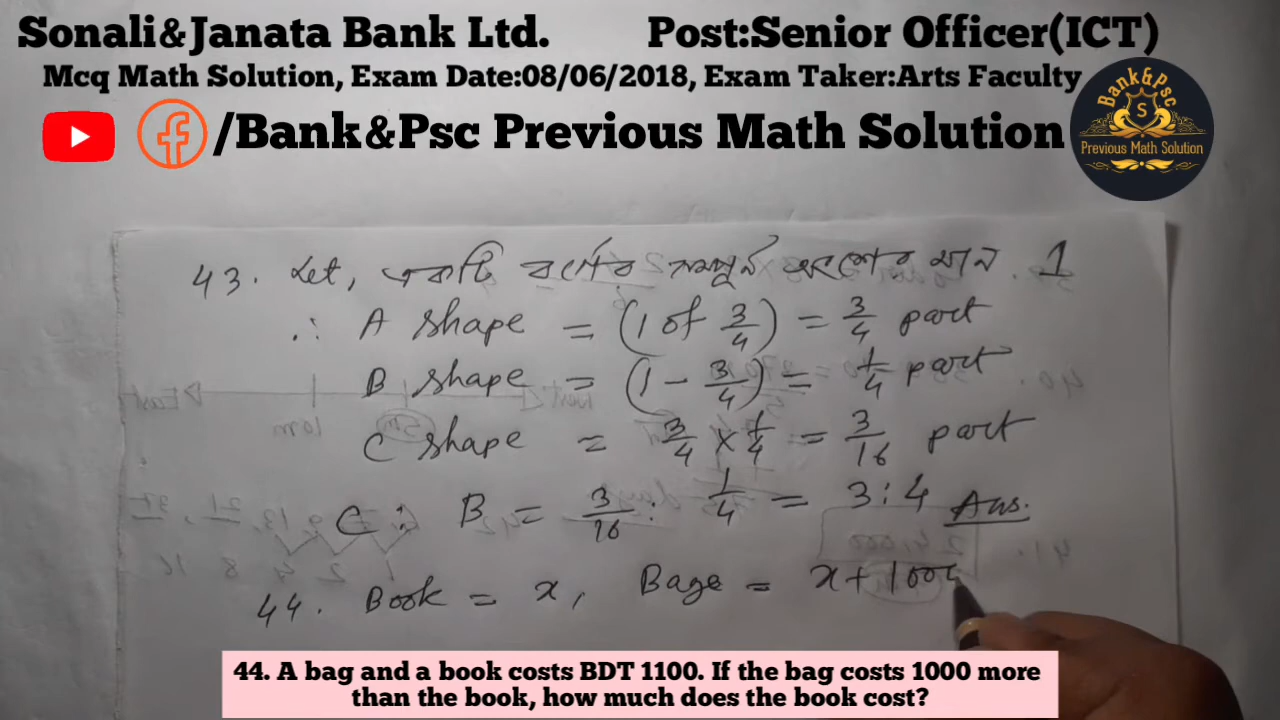 Sonali&Janata Bank Ltd. Post:Senior Officer(ICT)
Mcq Math Solution, Exam Date:08/06/2018, Exam Taker:Arts Faculty
/Bank&Psc Previous Math Solution
Bank&Psc
S
Previous Math Solution
43. Let, একটি বর্গের সম্পূর্ন অংশের মান 1
∴ A shape = (1 of 3/4) = 3/4 part
B shape = (1 - 3/4) = 1/4 part
C shape = 3/4 × 1/4 = 3/16 part
C : B = 3/16 : 1/4 = 3:4 Ans.
44. Book = x, Bage = x + 1000
44. A bag and a book costs BDT 1100. If the bag costs 1000 more
than the book, how much does the book cost?